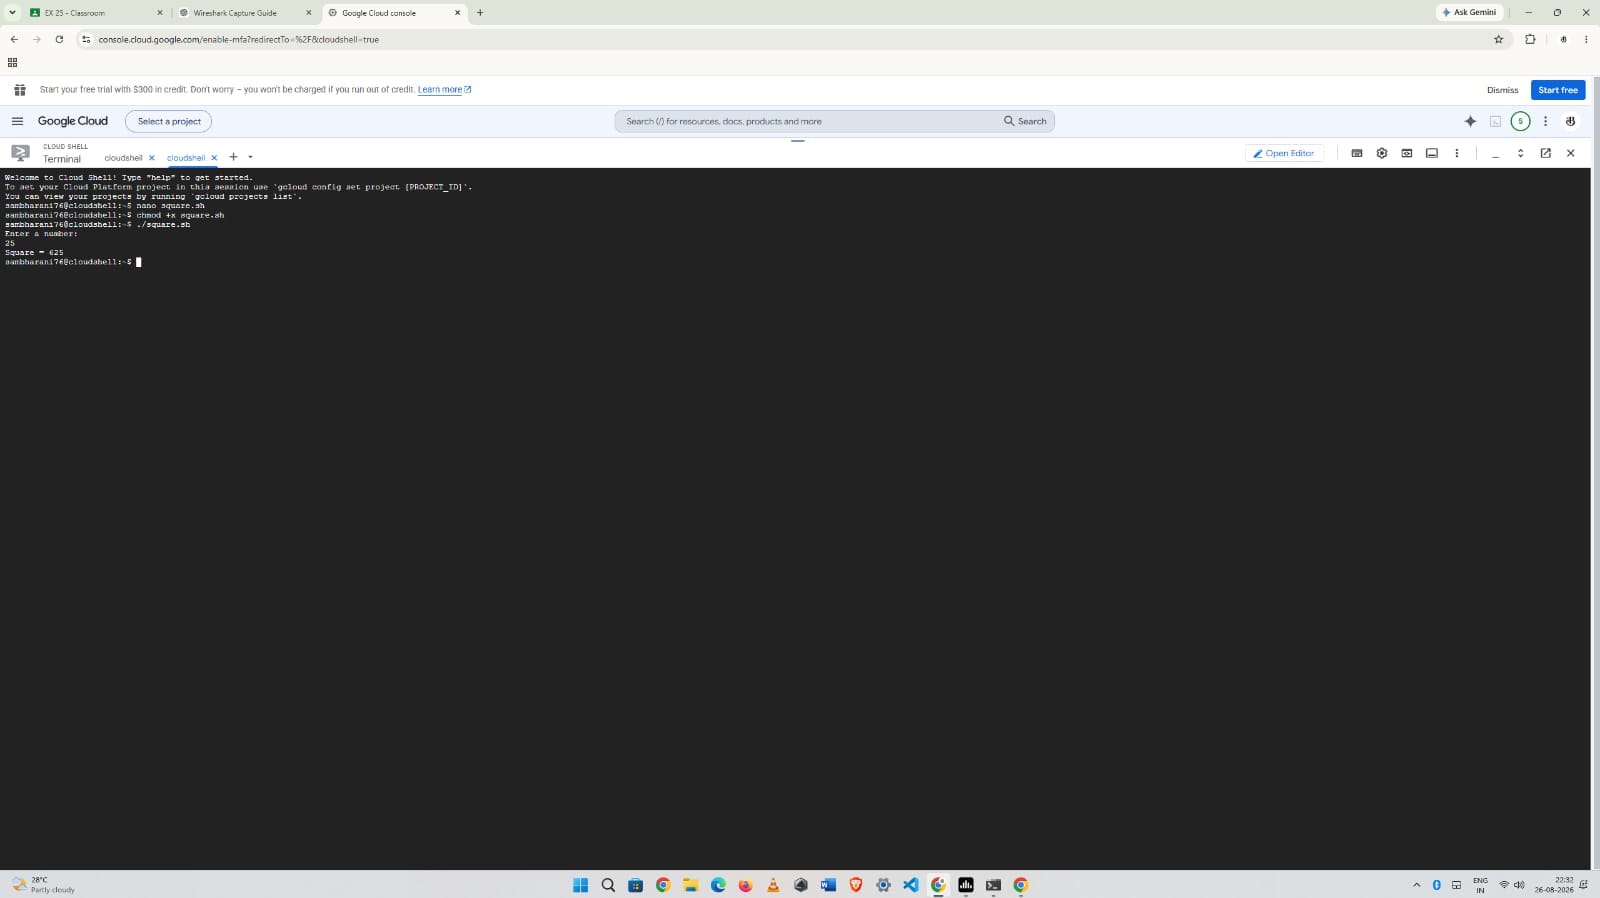 EX 25 - Classroom
Wireshark Capture Guide
Google Cloud console
Ask Gemini
console.cloud.google.com/enable-mfa?redirectTo=%2F&cloudshell=true
Start your free trial with $300 in credit. Don't worry – you won't be charged if you run out of credit. Learn more
Dismiss
Start free
Google Cloud
Select a project
Search (/) for resources, docs, products and more
Search
5
CLOUD SHELL
Terminal
cloudshell
cloudshell
Open Editor
Welcome to Cloud Shell! Type "help" to get started.
To set your Cloud Platform project in this session use `gcloud config set project [PROJECT_ID]`.
You can view your projects by running `gcloud projects list`.
sambharani76@cloudshell:~$ nano square.sh
sambharani76@cloudshell:~$ chmod +x square.sh
sambharani76@cloudshell:~$ ./square.sh
Enter a number:
25
Square = 625
sambharani76@cloudshell:~$
28°C
Partly cloudy
ENG
IN
22:32
26-08-2026